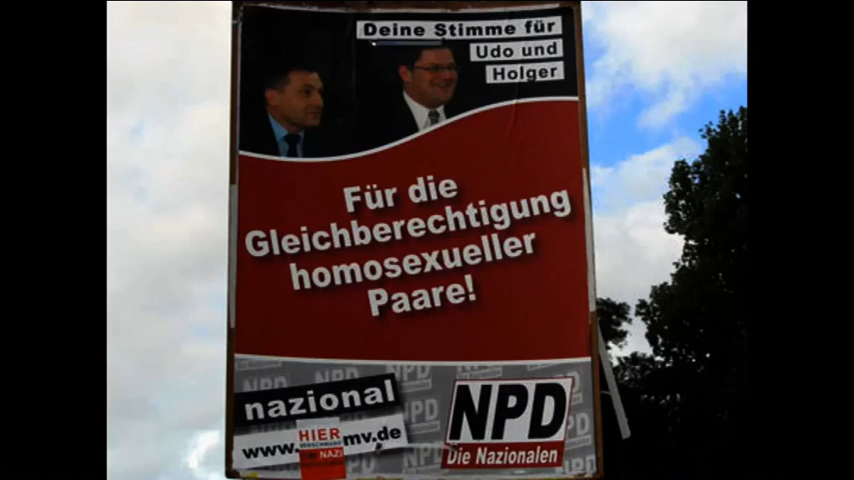 Deine Stimme für
Udo und
Holger
Für die
Gleichberechtigung
homosexueller
Paare!
nazional
www. mv.de
HIER
NAZI
NPD
Die Nazionalen